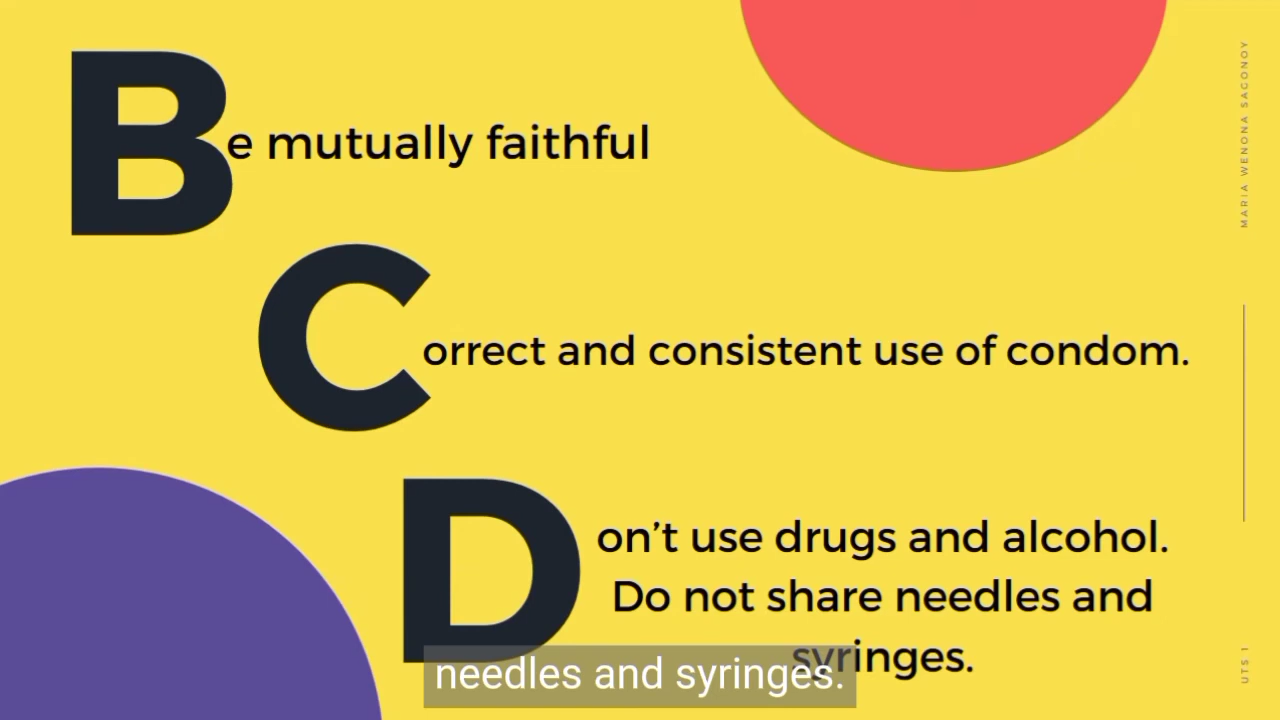 Be mutually faithful
Correct and consistent use of condom.
Don't use drugs and alcohol.
Do not share needles and
syringes.
needles and syringes.
MARIA WENONA SAGONOY
UTS 1